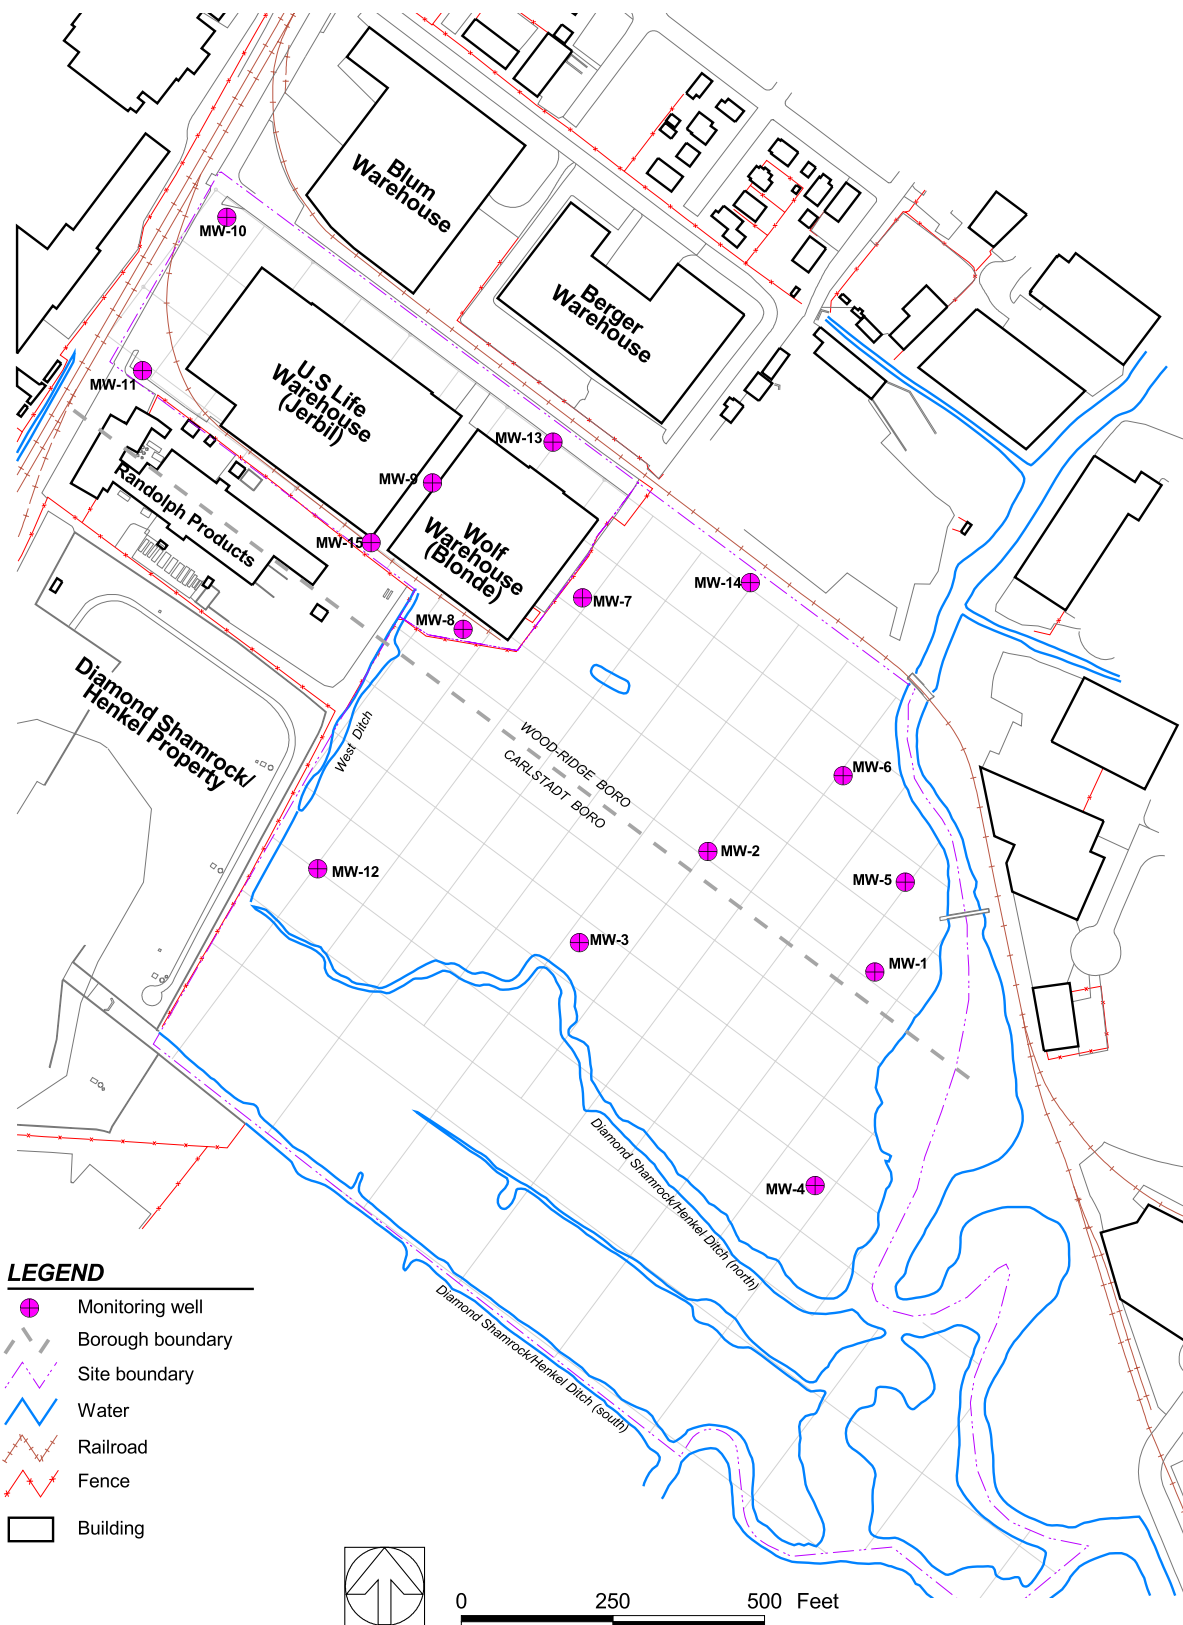 Blum
Warehouse
MW-10
Berger
Warehouse
MW-11
U.S Life
Warehouse
(Jerbil)
MW-13
MW-9
Randolph Products
Wolf
Warehouse
(Blonde)
MW-15
MW-14
MW-7
MW-8
Diamond Shamrock/
Henkel Property
West Ditch
WOOD-RIDGE BORO
CARLSTADT BORO
MW-6
MW-2
MW-12
MW-5
MW-3
MW-1
Diamond Shamrock/Henkel Ditch (north)
MW-4
Diamond Shamrock/Henkel Ditch (south)
LEGEND
Monitoring well
Borough boundary
Site boundary
Water
Railroad
Fence
Building
0 250 500 Feet